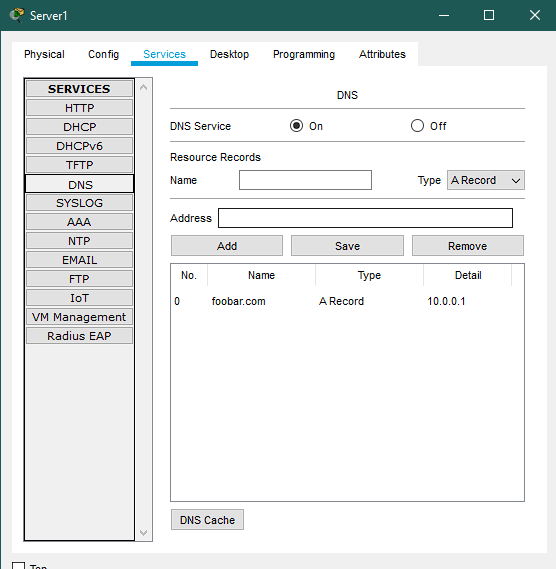 Server1
Physical Config Services Desktop Programming Attributes
SERVICES
HTTP
DHCP
DHCPv6
TFTP
DNS
SYSLOG
AAA
NTP
EMAIL
FTP
IoT
VM Management
Radius EAP
DNS
DNS Service On Off
Resource Records
Name Type A Record
Address
Add Save Remove
No. Name Type Detail
0 foobar.com A Record 10.0.0.1
DNS Cache
Top